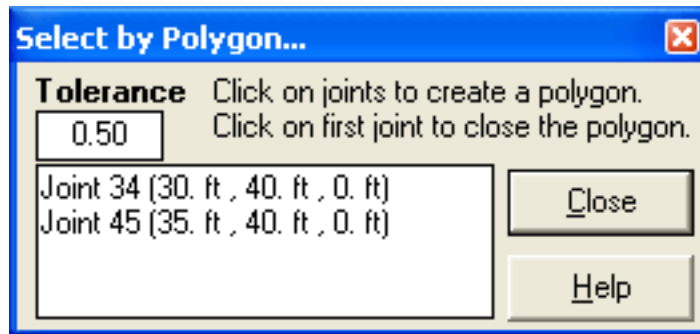 Select by Polygon...
Tolerance
0.50
Click on joints to create a polygon.
Click on first joint to close the polygon.
Joint 34 (30. ft , 40. ft , 0. ft)
Joint 45 (35. ft , 40. ft , 0. ft)
Close
Help